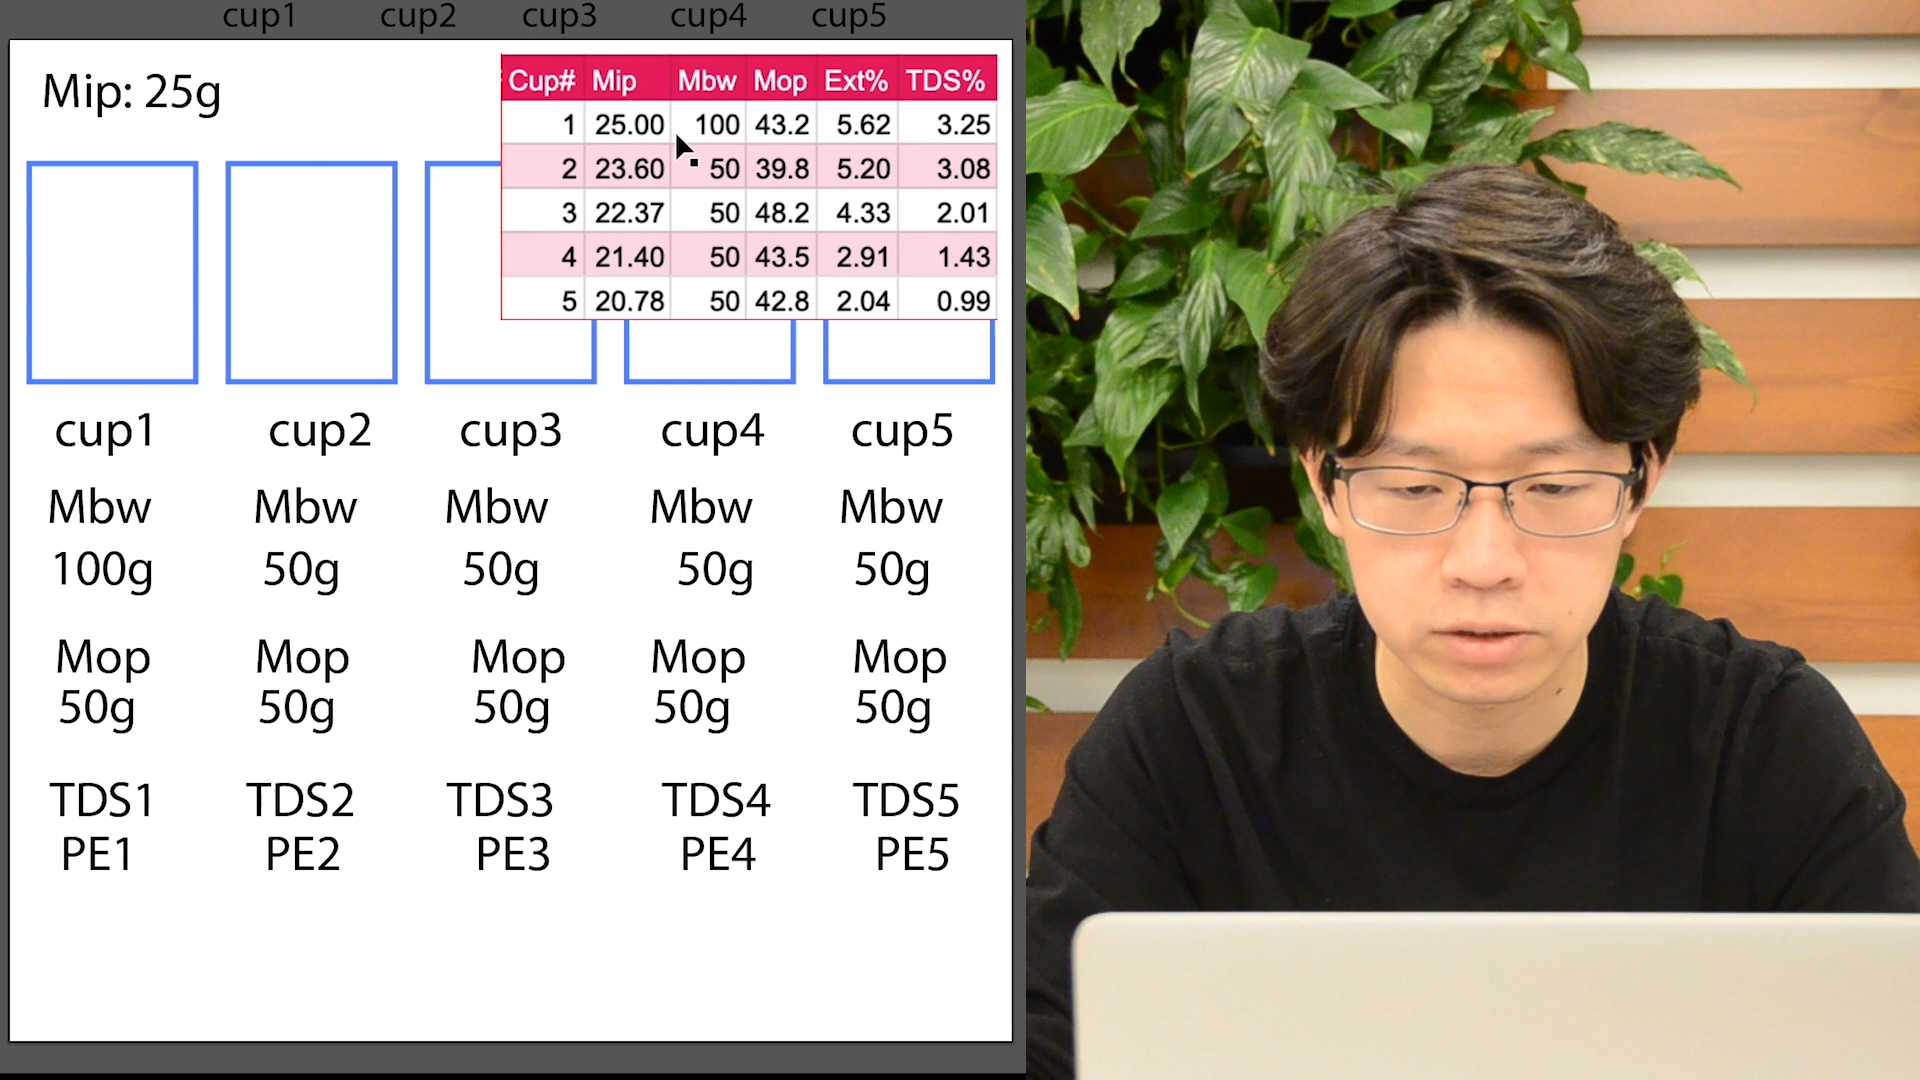 cup1 cup2 cup3 cup4 cup5
Mip: 25g
Cup# Mip Mbw Mop Ext% TDS%
1 25.00 100 43.2 5.62 3.25
2 23.60 50 39.8 5.20 3.08
3 22.37 50 48.2 4.33 2.01
4 21.40 50 43.5 2.91 1.43
5 20.78 50 42.8 2.04 0.99
cup1 cup2 cup3 cup4 cup5
Mbw Mbw Mbw Mbw Mbw
100g 50g 50g 50g 50g
Mop Mop Mop Mop Mop
50g 50g 50g 50g 50g
TDS1 TDS2 TDS3 TDS4 TDS5
PE1 PE2 PE3 PE4 PE5